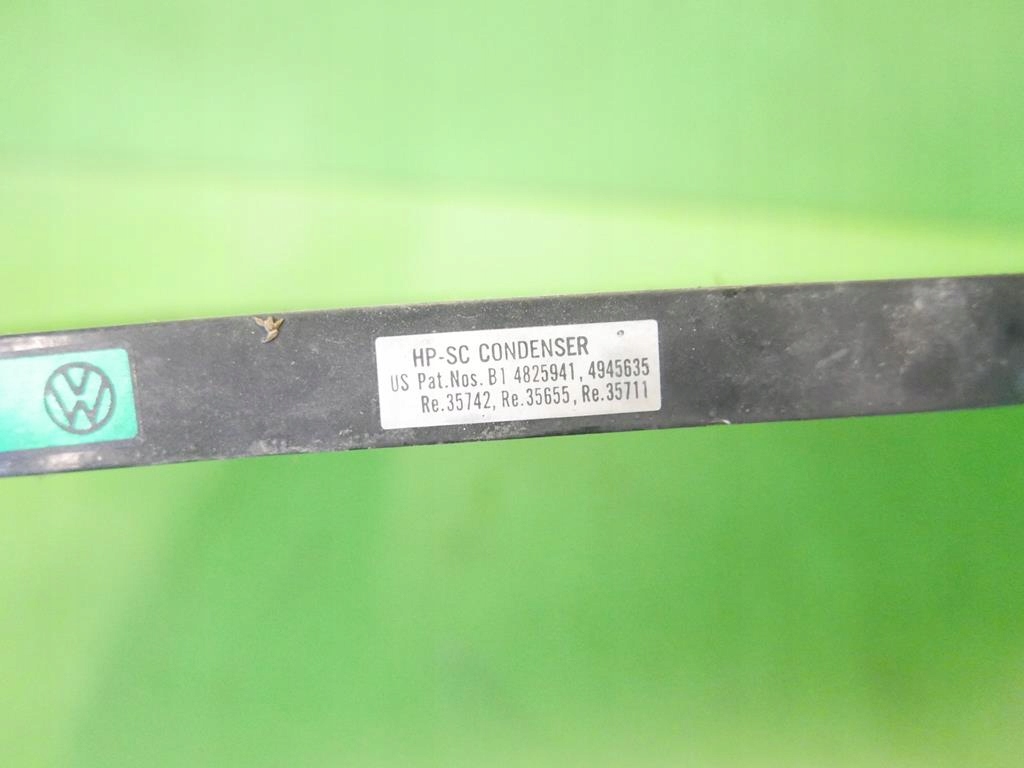 HP-SC CONDENSER
US Pat.Nos. B1 4825941, 4945635
Re.35742, Re.35655, Re.35711